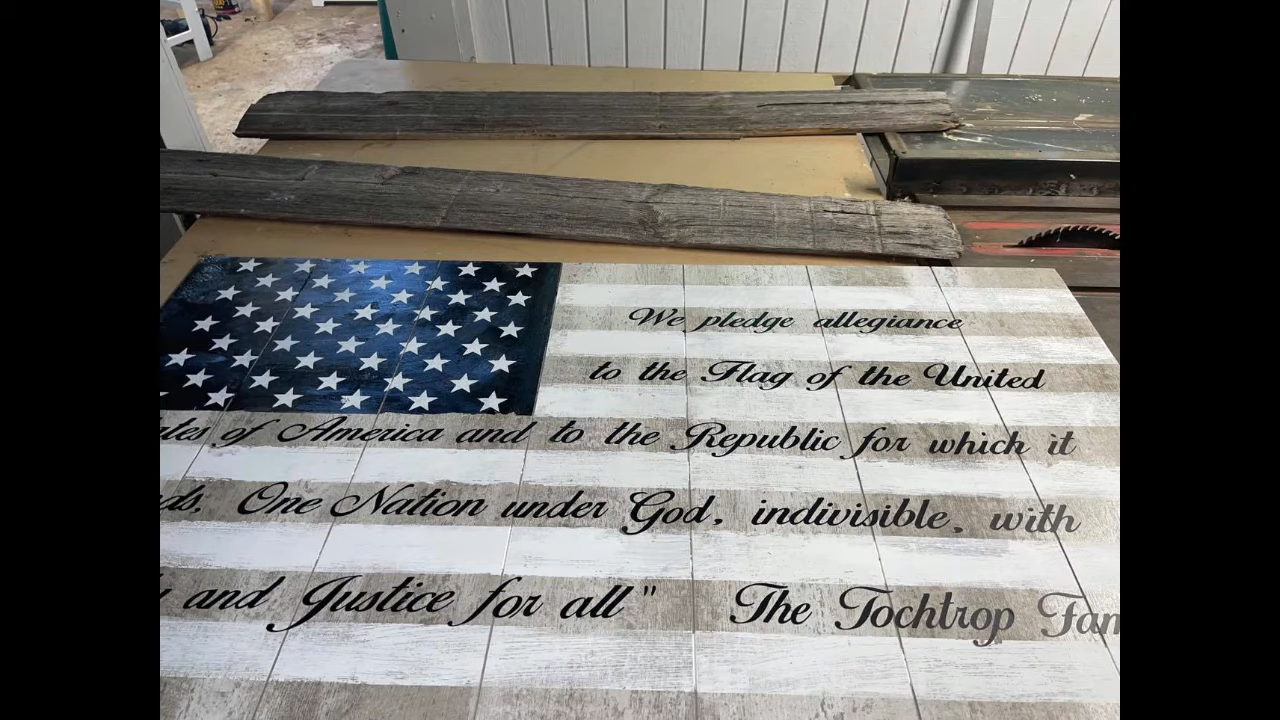 We pledge allegiance
to the Flag of the United
of America and to the Republic for which it
One Nation under God, indivisible, with
and Justice for all" The Tochtrop